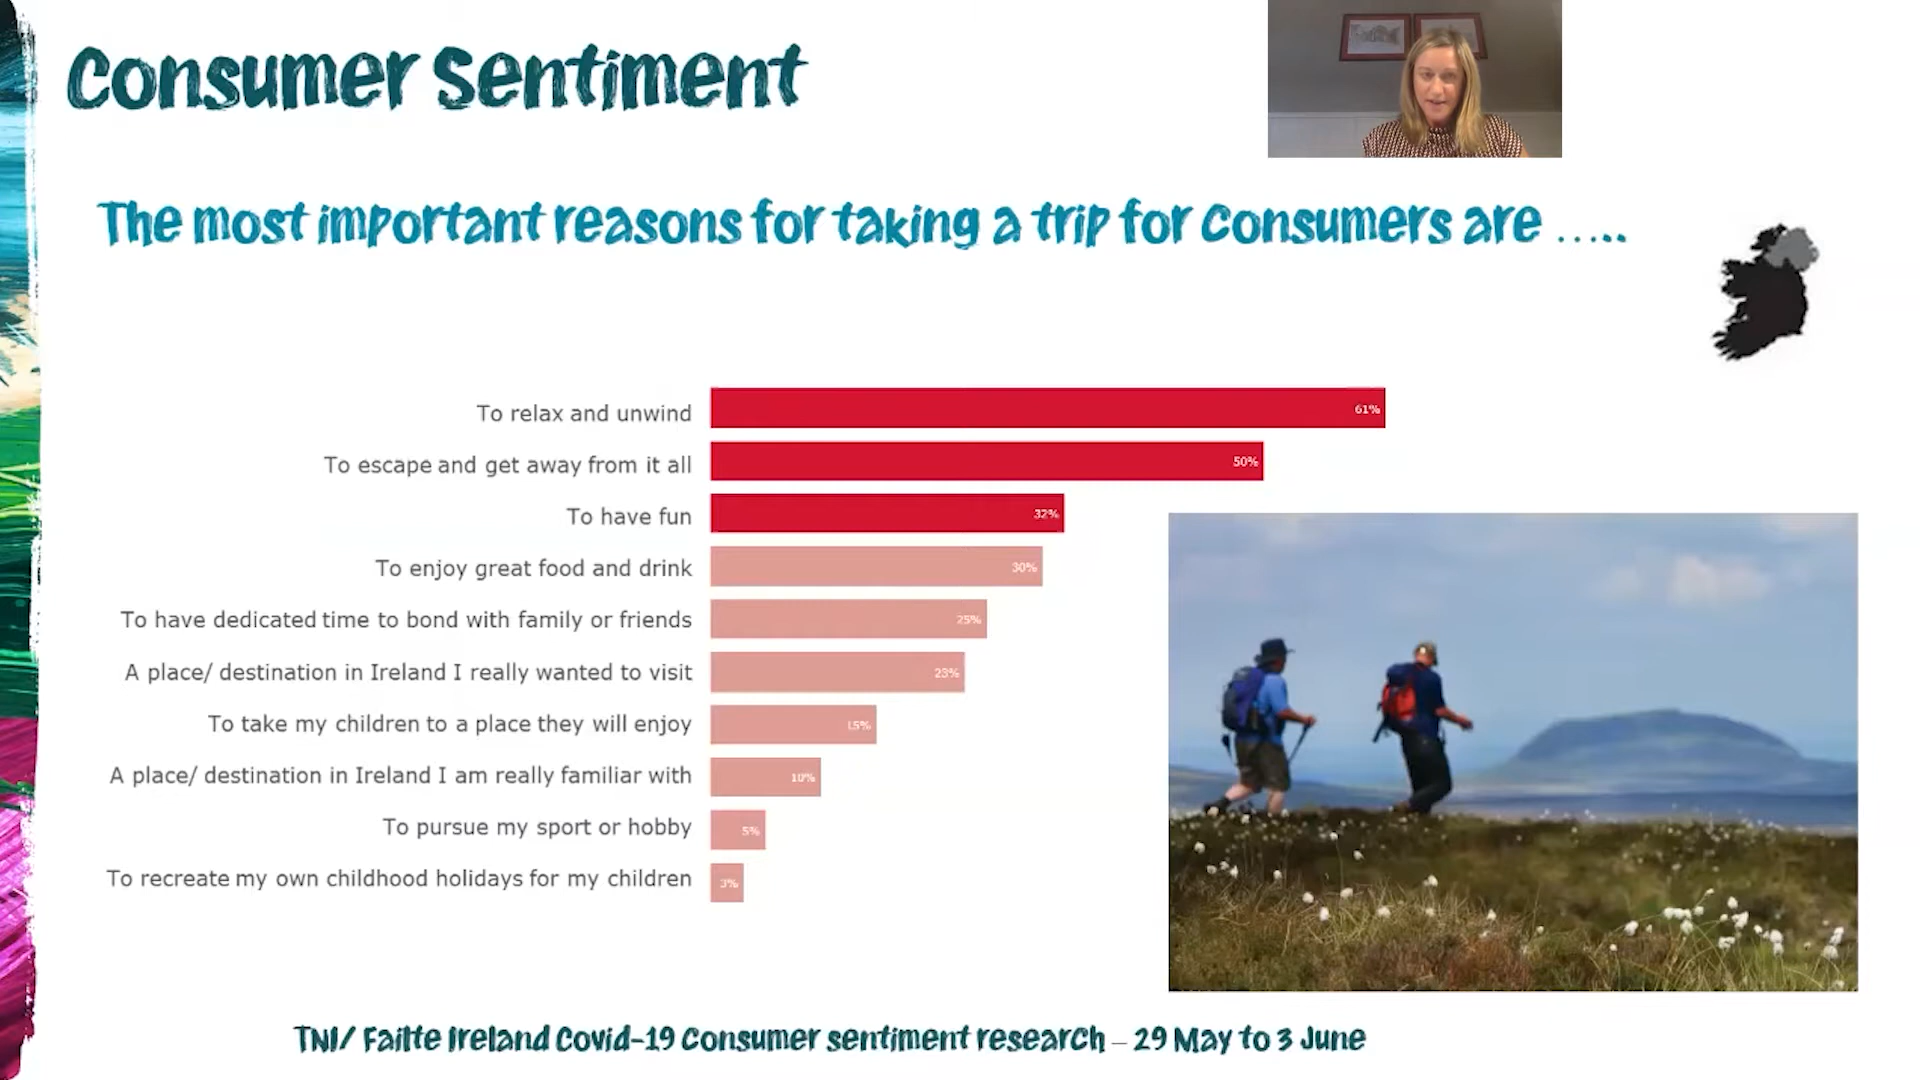 Consumer Sentiment
The most important reasons for taking a trip for Consumers are .....
To relax and unwind 61%
To escape and get away from it all 50%
To have fun 32%
To enjoy great food and drink 30%
To have dedicated time to bond with family or friends 25%
A place/ destination in Ireland I really wanted to visit 23%
To take my children to a place they will enjoy 15%
A place/ destination in Ireland I am really familiar with 10%
To pursue my sport or hobby 5%
To recreate my own childhood holidays for my children 3%
TNI/ Failte Ireland Covid-19 Consumer sentiment research – 29 May to 3 June